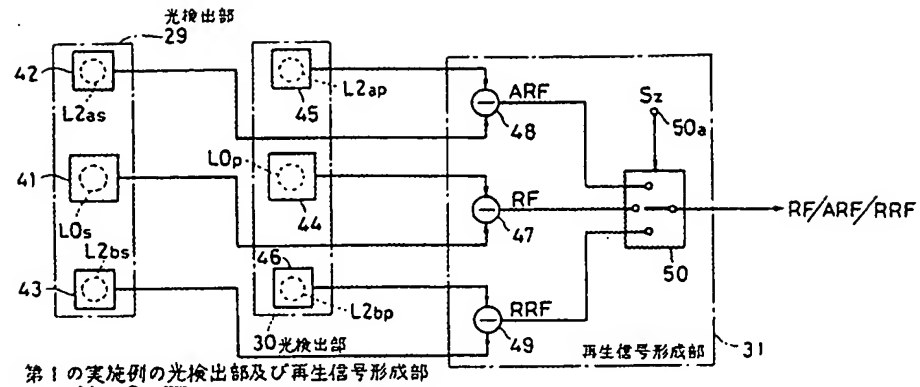 光検出部
29
42
L2as
41
L0s
L2bs
43
45
L2ap
L0p
44
46
L2bp
30光検出部
ARF
48
RF
47
RRF
49
Sz
50a
50
RF/ARF/RRF
再生信号形成部
31
第1の実施例の光検出部及び再生信号形成部